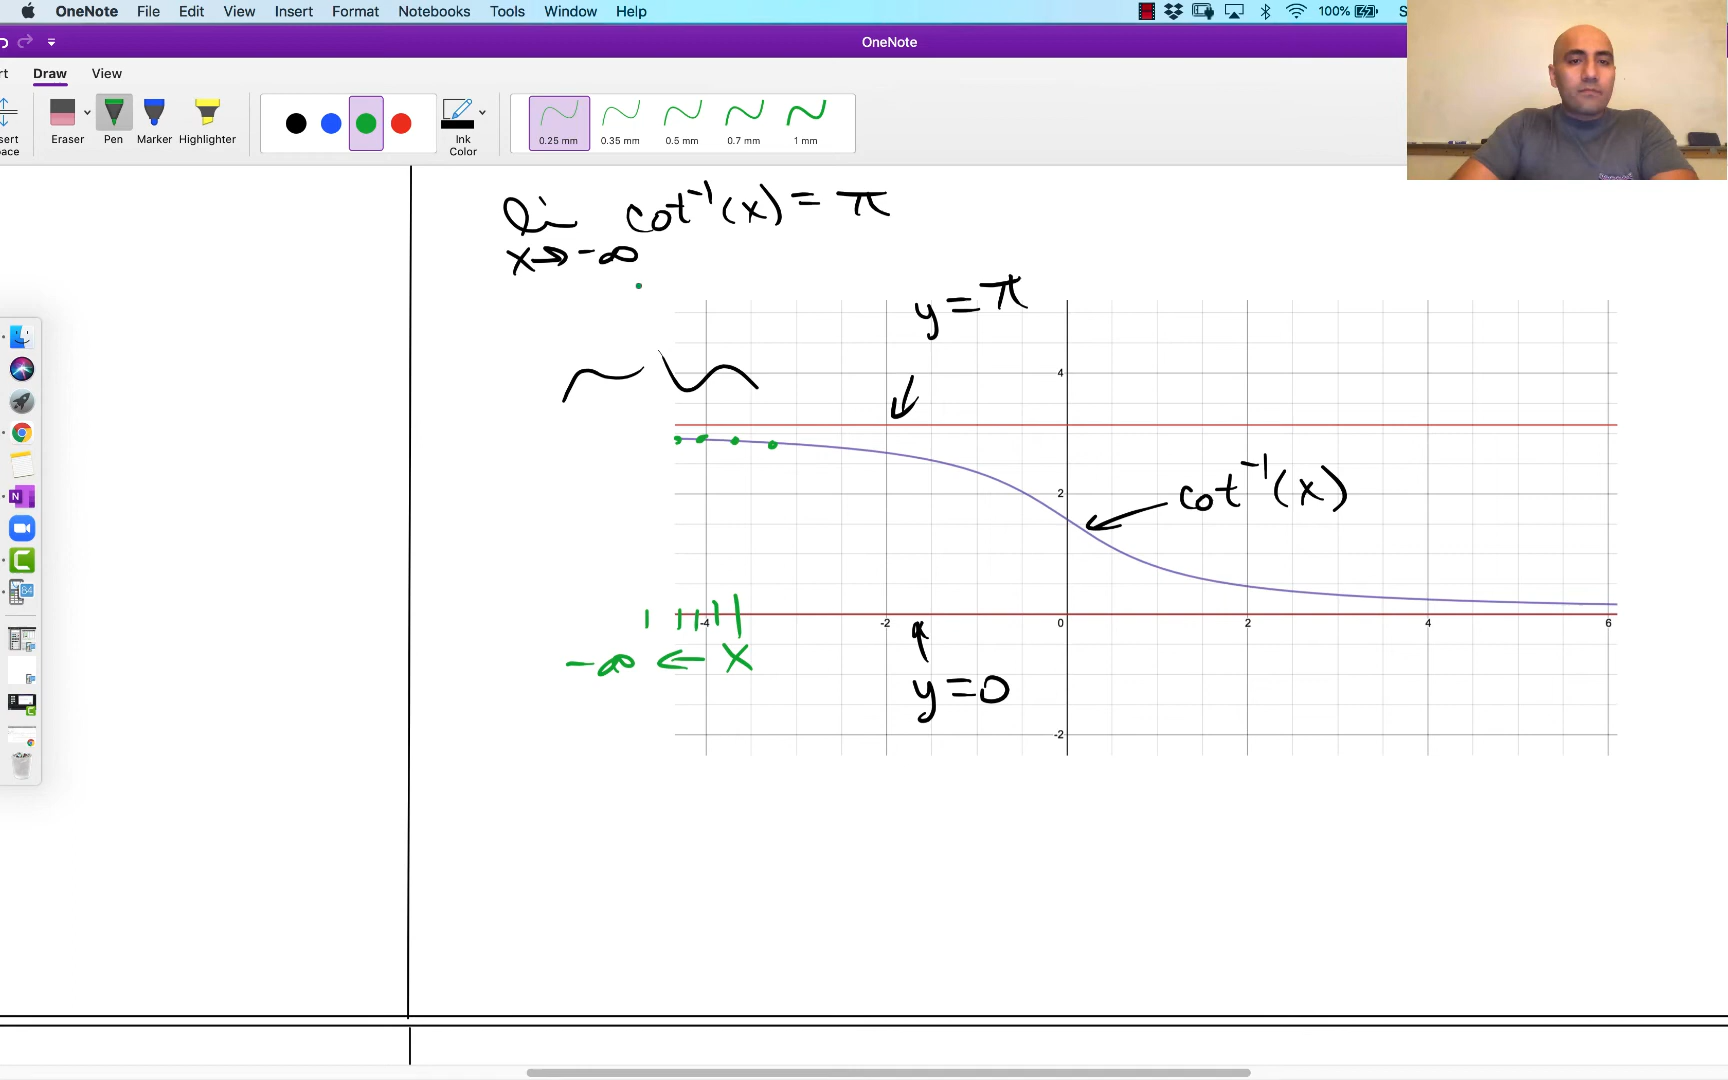 OneNote File Edit View Insert Format Notebooks Tools Window Help 100%
OneNote
Draw View
Eraser Pen Marker Highlighter Ink Color 0.25 mm 0.35 mm 0.5 mm 0.7 mm 1 mm
lim cot⁻¹(x) = π
x→-∞
y = π
4
cot⁻¹(x)
2
-4 -2 0 2 4 6
-∞ ← x
y = 0
-2